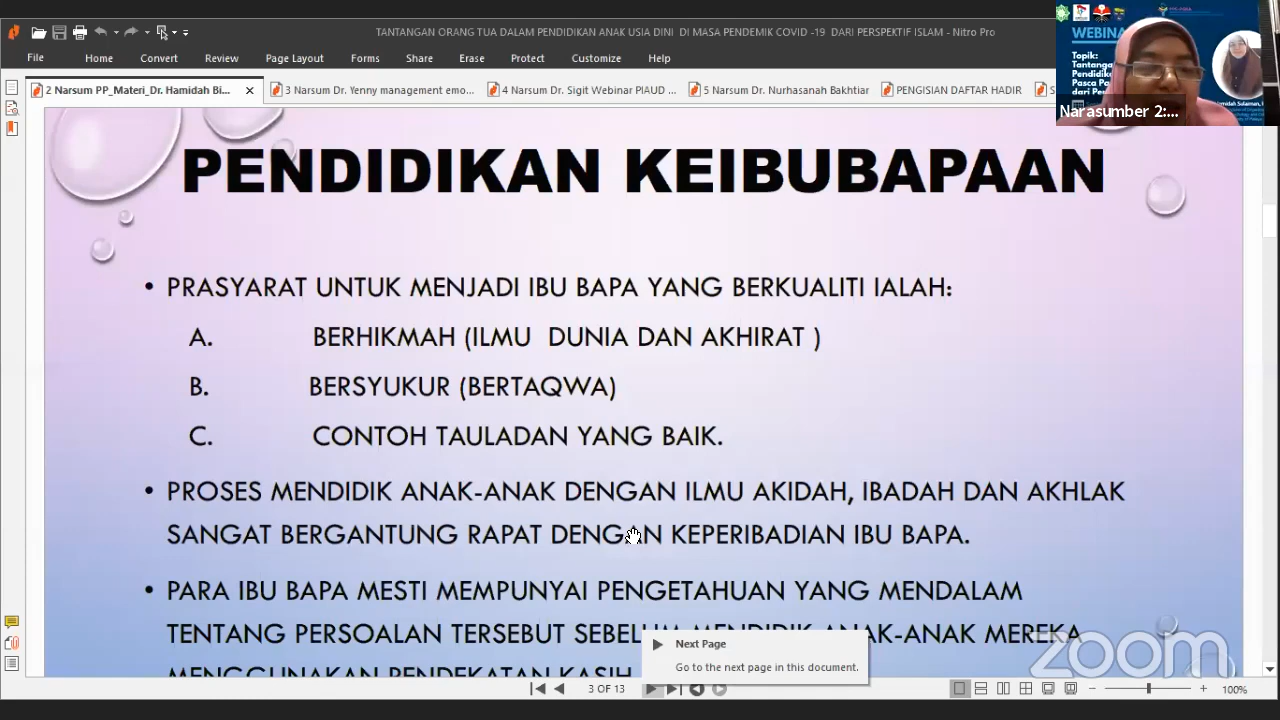 TANTANGAN ORANG TUA DALAM PENDIDIKAN ANAK USIA DINI DI MASA PENDEMIK COVID -19 DARI PERSPEKTIF ISLAM - Nitro Pro
File Home Convert Review Page Layout Forms Share Erase Protect Customize Help
2 Narsum PP_Materi_Dr. Hamidah Bi... 3 Narsum Dr. Yenny mengement emo... 4 Narsum Dr. Sigit Webinar PIAUD ... 5 Narsum Dr. Nurhasanah Bakhtiar PENGISIAN DAFTAR HADIR
WEBINA
Topik:
Tantanga
Pendidika
Pasca Pa
dari Pe
Narasumber 2:...
PENDIDIKAN KEIBUBAPAAN
• PRASYARAT UNTUK MENJADI IBU BAPA YANG BERKUALITI IALAH:
A. BERHIKMAH (ILMU DUNIA DAN AKHIRAT )
B. BERSYUKUR (BERTAQWA)
C. CONTOH TAULADAN YANG BAIK.
• PROSES MENDIDIK ANAK-ANAK DENGAN ILMU AKIDAH, IBADAH DAN AKHLAK
SANGAT BERGANTUNG RAPAT DENGAN KEPERIBADIAN IBU BAPA.
• PARA IBU BAPA MESTI MEMPUNYAI PENGETAHUAN YANG MENDALAM
TENTANG PERSOALAN TERSEBUT SEBELUM MENDIDIK ANAK-ANAK MEREKA
MENGGUNAKAN PENDEKATAN KASIH
Next Page
Go to the next page in this document.
zoom
3 OF 13
100%